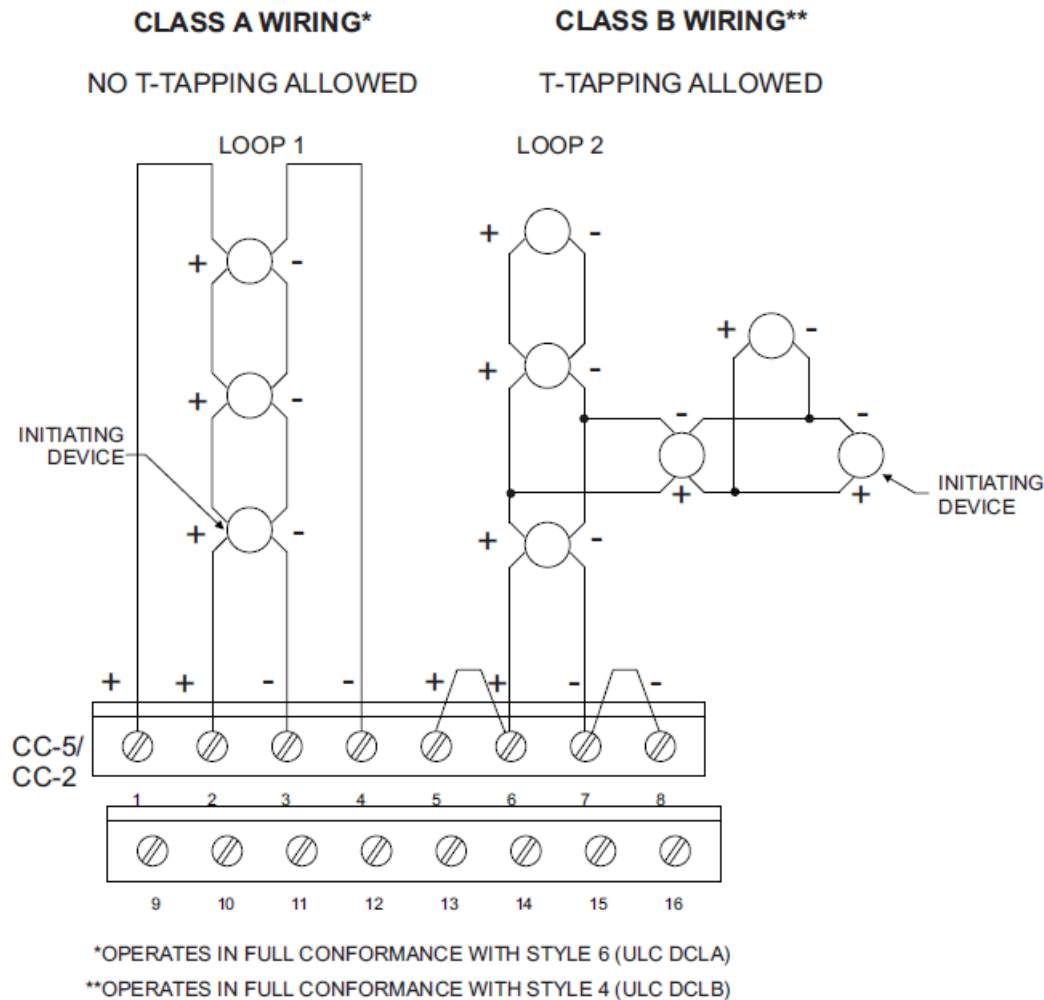 CLASS A WIRING*
CLASS B WIRING**
NO T-TAPPING ALLOWED
T-TAPPING ALLOWED
LOOP 1
LOOP 2
+ -
+ -
+ -
+ -
+ -
+ -
INITIATING
DEVICE
- -
+ +
INITIATING
DEVICE
+ -
+ -
+ + - - + + - -
CC-5/
CC-2
1 2 3 4 5 6 7 8
9 10 11 12 13 14 15 16
*OPERATES IN FULL CONFORMANCE WITH STYLE 6 (ULC DCLA)
**OPERATES IN FULL CONFORMANCE WITH STYLE 4 (ULC DCLB)